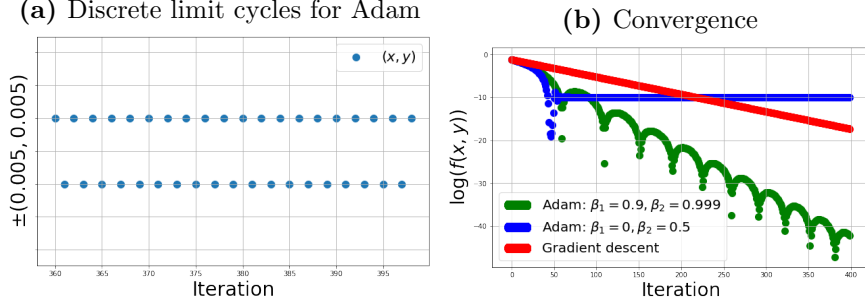 (a) Discrete limit cycles for Adam
±(0.005, 0.005)
(x, y)
360 365 370 375 380 385 390 395
Iteration
(b) Convergence
log(f(x, y))
0
−10
−20
−30
−40
Adam: β₁ = 0.9, β₂ = 0.999
Adam: β₁ = 0, β₂ = 0.5
Gradient descent
0 50 100 150 200 250 300 350 400
Iteration